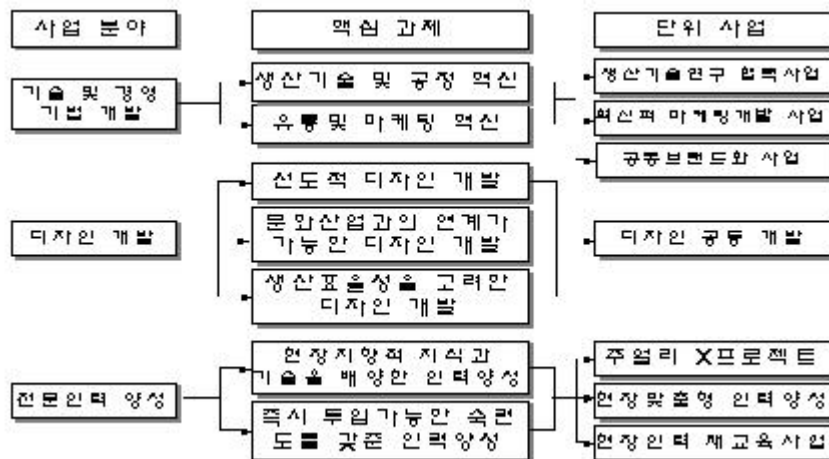 사업 분야
핵심 과제
단위 사업
기술 및 경영
기법 개발
생산기술 및 공정 혁신
유통및 마케팅 혁신
생산기술연구 협력사업
혁신적 마케팅개발 사업
공동브랜드화 사업
디자인 개발
선도적 디자인 개발
문화산업과의 연계가
가능한 디자인 개발
생산효율성을 고려한
디자인 개발
디자인 공동 개발
전문인력 양성
현장지향적 지식과
기술을 배양한 인력양성
즉시 투입가능한 숙련
도를 갖춘 인력양성
주얼리 X프로젝트
현장맞춤형 인력 양성
현장인력 재교육사업